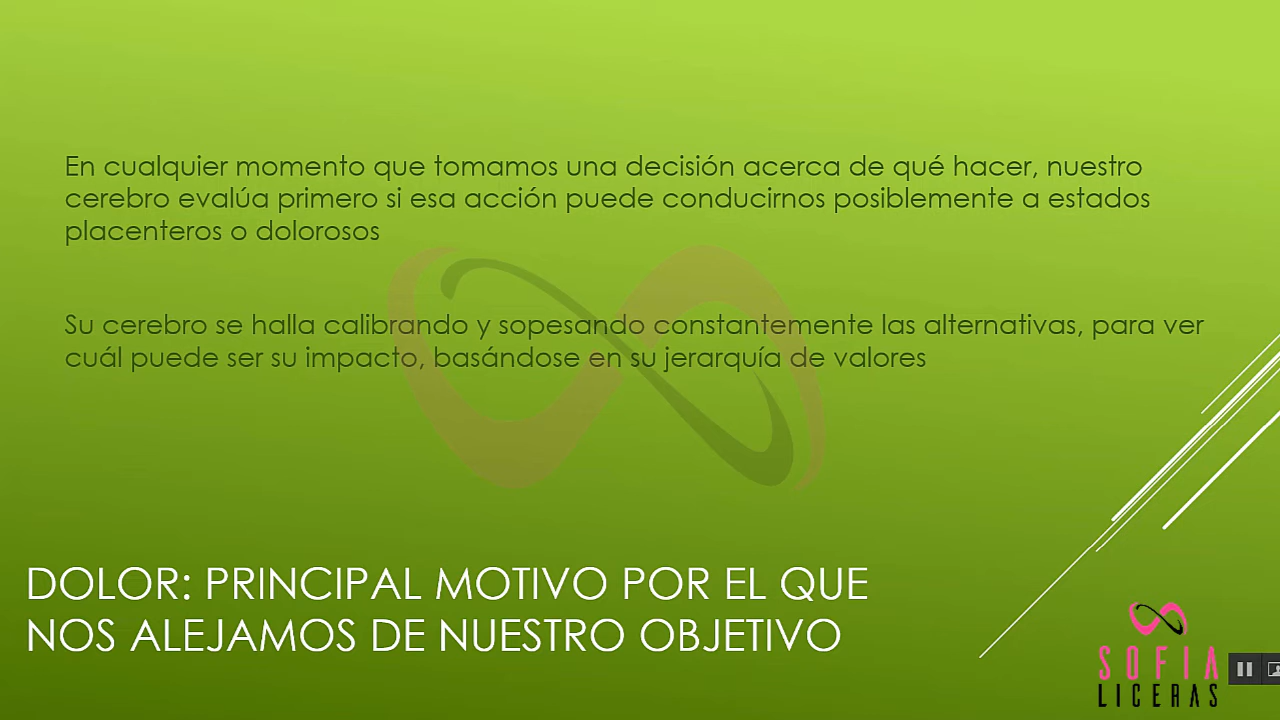 En cualquier momento que tomamos una decisión acerca de qué hacer, nuestro
cerebro evalúa primero si esa acción puede conducirnos posiblemente a estados
placenteros o dolorosos
Su cerebro se halla calibrando y sopesando constantemente las alternativas, para ver
cuál puede ser su impacto, basándose en su jerarquía de valores
DOLOR: PRINCIPAL MOTIVO POR EL QUE
NOS ALEJAMOS DE NUESTRO OBJETIVO
SOFIA
LICERAS